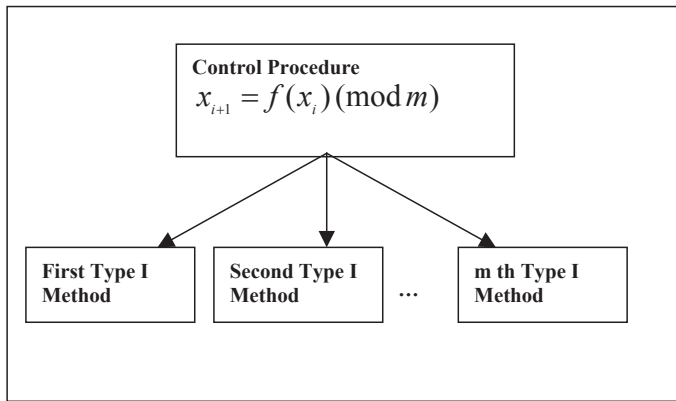 Control Procedure
x_{i+1} = f(x_i)(mod m)
First Type I
Method
Second Type I
Method
...
m th Type I
Method